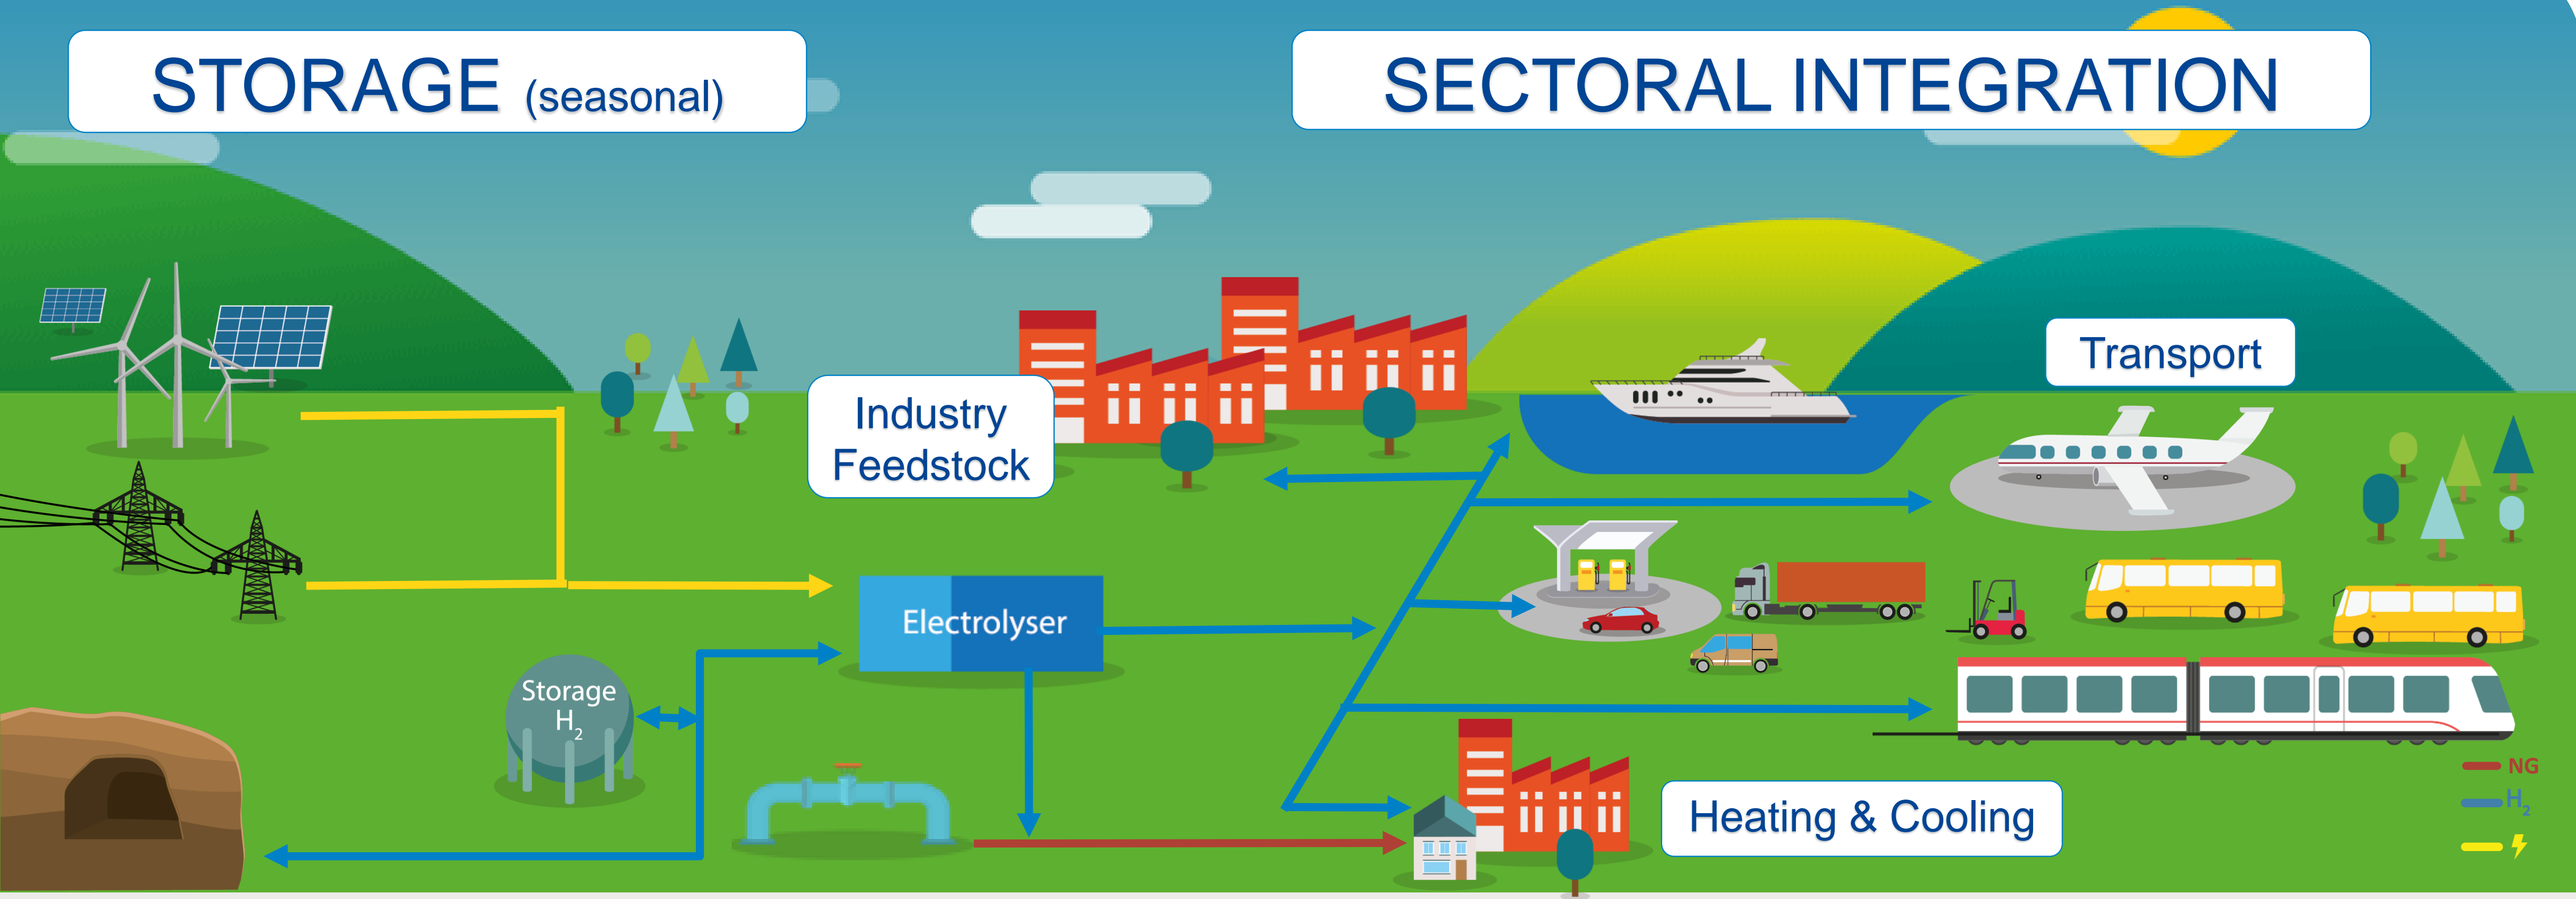 STORAGE (seasonal)
SECTORAL INTEGRATION
Transport
Industry
Feedstock
Electrolyser
Storage
H₂
Heating & Cooling
NG
H₂